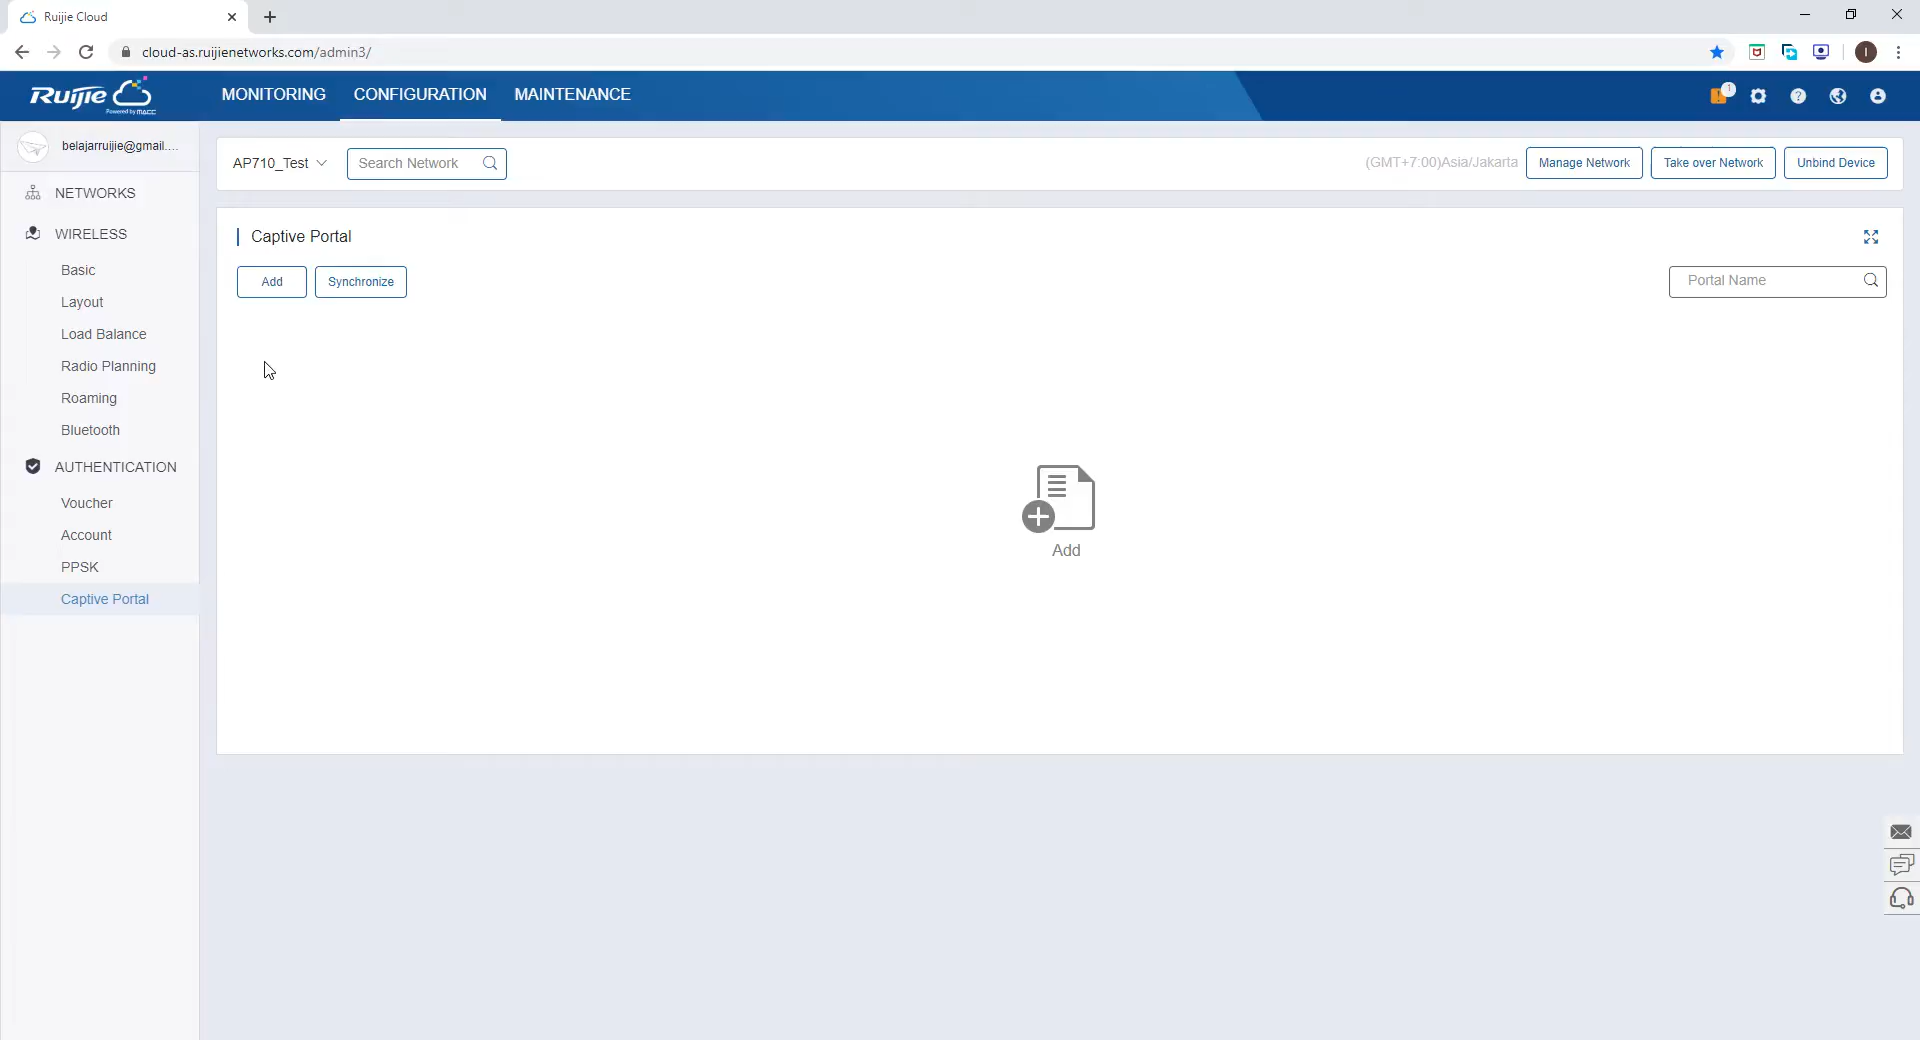 Ruijie Cloud
cloud-as.ruijienetworks.com/admin3/
I
Ruijie
Powered by MACC
MONITORING
CONFIGURATION
MAINTENANCE
1
belajarruijie@gmail....
AP710_Test
Search Network
(GMT+7:00)Asia/Jakarta
Manage Network
Take over Network
Unbind Device
NETWORKS
WIRELESS
Basic
Layout
Load Balance
Radio Planning
Roaming
Bluetooth
AUTHENTICATION
Voucher
Account
PPSK
Captive Portal
Captive Portal
Add
Synchronize
Portal Name
Add